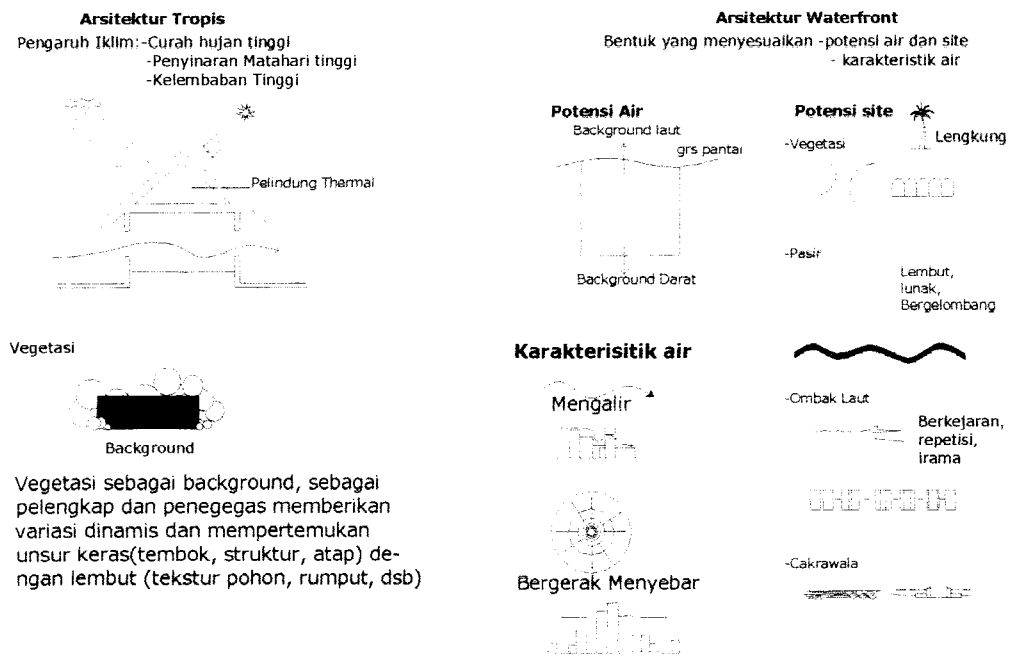 Arsitektur Tropis
Pengaruh Iklim:-Curah hujan tinggi
-Penyinaran Matahari tinggi
-Kelembaban Tinggi
Pelindung Thermal
Vegetasi
Background
Vegetasi sebagai background, sebagai
pelengkap dan penegegas memberikan
variasi dinamis dan mempertemukan
unsur keras(tembok, struktur, atap) de-
ngan lembut (tekstur pohon, rumput, dsb)
Arsitektur Waterfront
Bentuk yang menyesuaikan -potensi air dan site
- karakteristik air
Potensi Air
Background laut
grs pantai
Background Darat
Karakterisitik air
Mengalir
Bergerak Menyebar
Potensi site
-Vegetasi
Lengkung
-Pasir
Lembut,
lunak,
Bergelombang
-Ombak Laut
Berkejaran,
repetisi,
irama
-Cakrawala